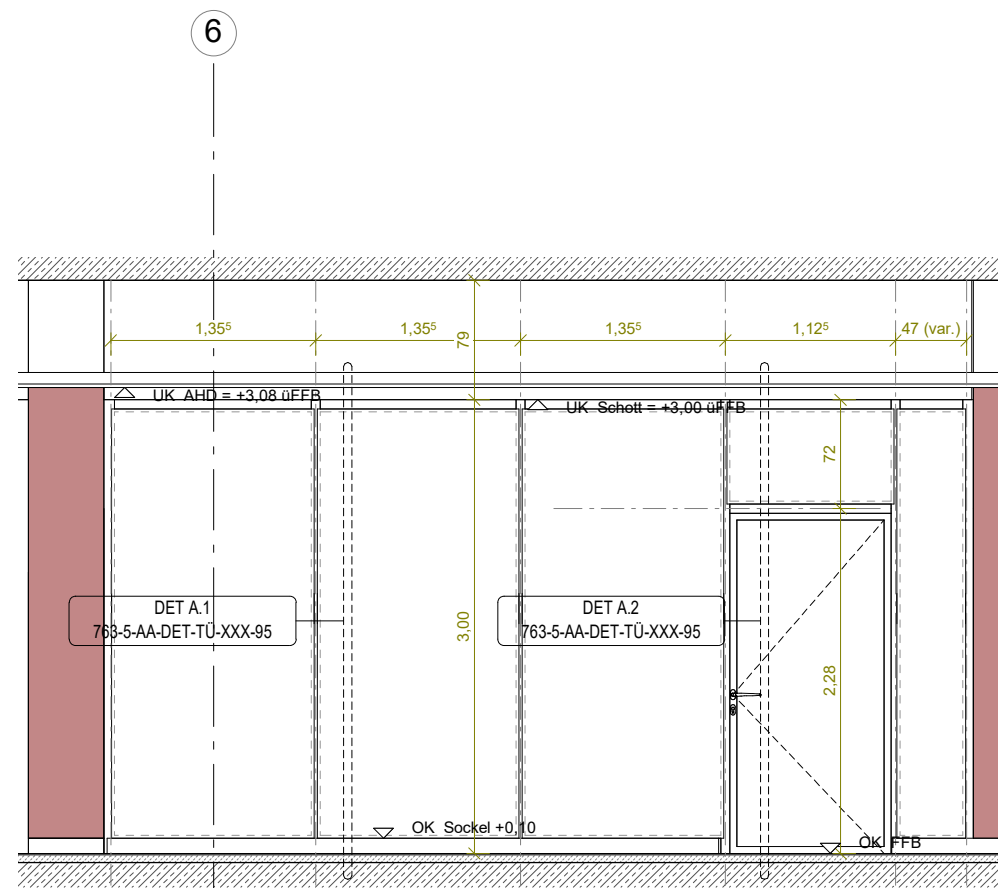 6
1,35⁵
1,35⁵
1,35⁵
1,12⁵
47 (var.)
79
UK AHD = +3,08 üFFB
UK Schott = +3,00 üFFB
72
DET A.1
763-5-AA-DET-TÜ-XXX-95
DET A.2
763-5-AA-DET-TÜ-XXX-95
3,00
2,28
OK Sockel +0,10
OK FFB